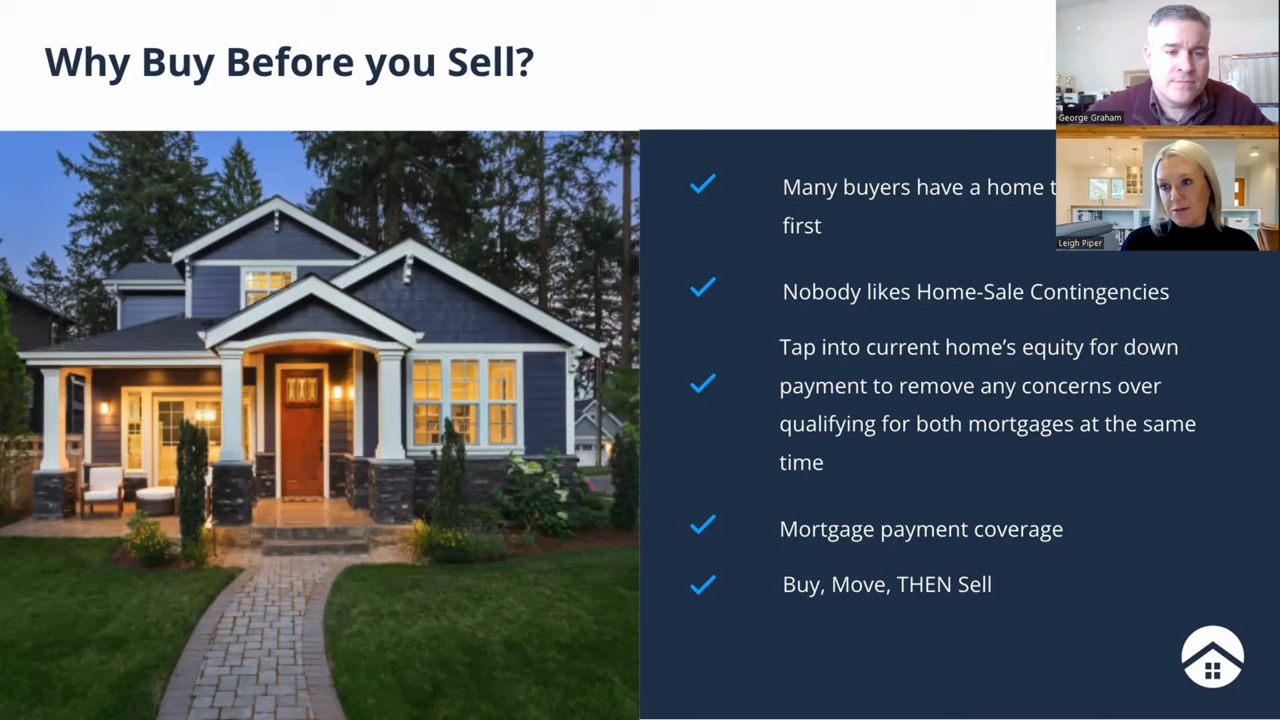 Why Buy Before you Sell?
George Graham
Many buyers have a home
first
Leigh Piper
Nobody likes Home-Sale Contingencies
Tap into current home’s equity for down
payment to remove any concerns over
qualifying for both mortgages at the same
time
Mortgage payment coverage
Buy, Move, THEN Sell